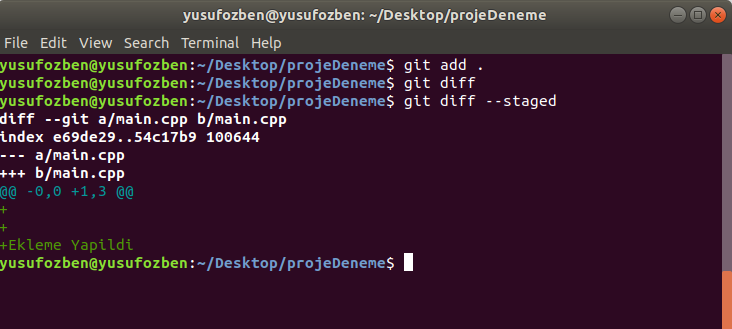 yusufozben@yusufozben: ~/Desktop/projeDeneme
File Edit View Search Terminal Help
yusufozben@yusufozben:~/Desktop/projeDeneme$ git add .
yusufozben@yusufozben:~/Desktop/projeDeneme$ git diff
yusufozben@yusufozben:~/Desktop/projeDeneme$ git diff --staged
diff --git a/main.cpp b/main.cpp
index e69de29..54c17b9 100644
--- a/main.cpp
+++ b/main.cpp
@@ -0,0 +1,3 @@
+
+
+Ekleme Yapildi
yusufozben@yusufozben:~/Desktop/projeDeneme$